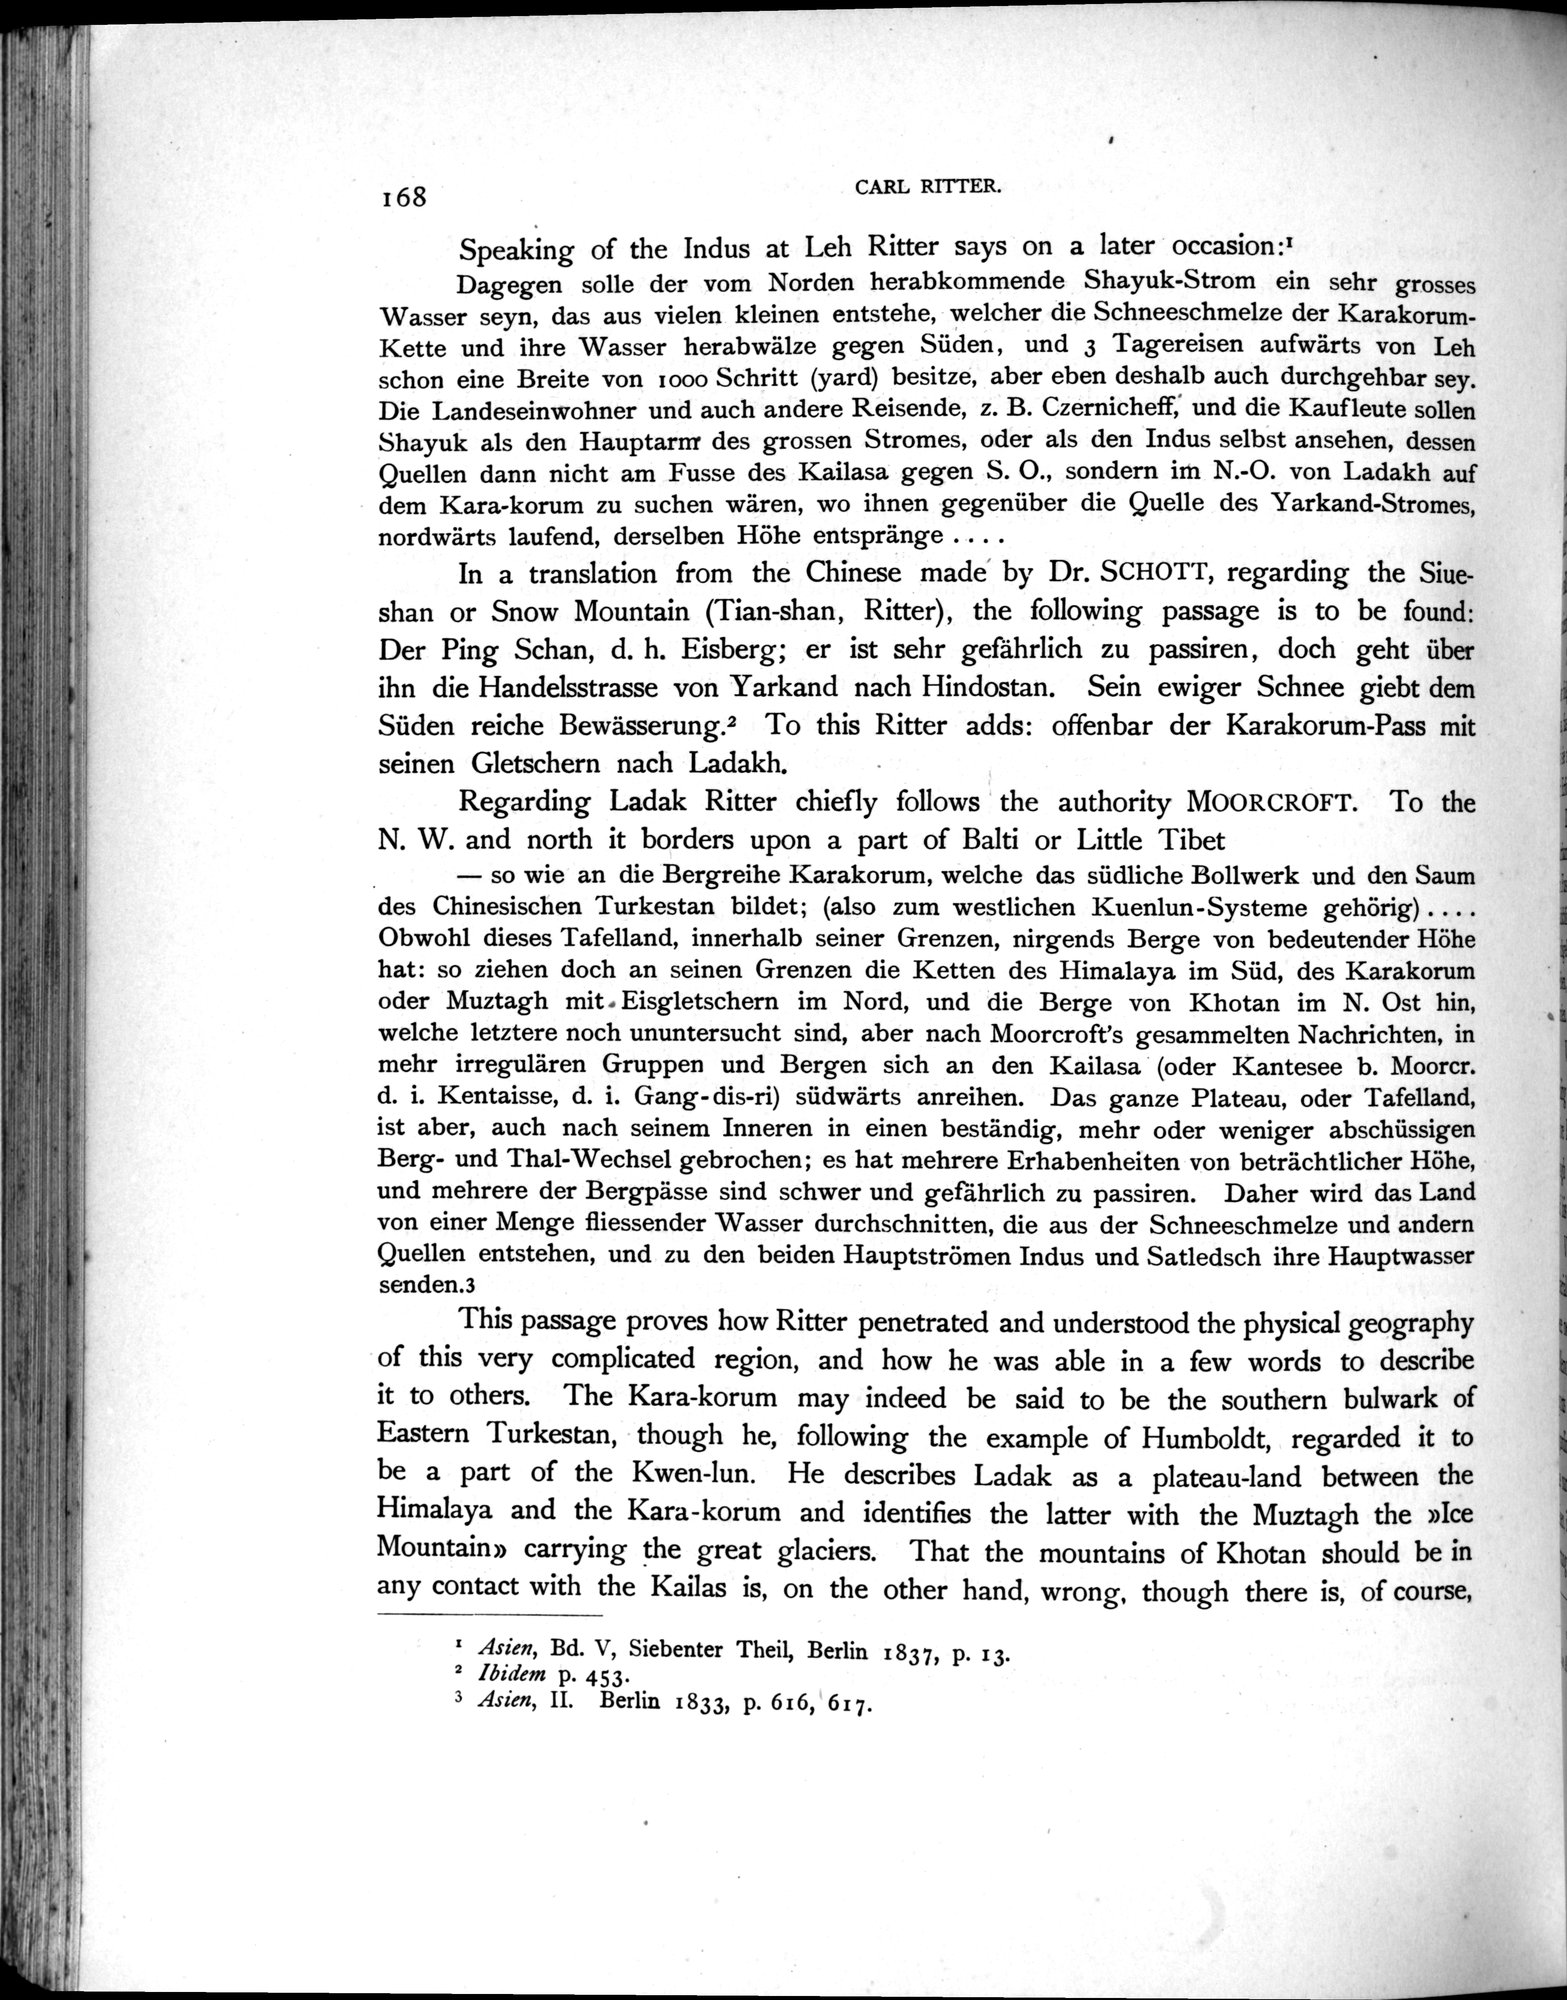 168
CARL RITTER.
Speaking of the Indus at Leh Ritter says on a later occasion:¹
Dagegen solle der vom Norden herabkommende Shayuk-Strom ein sehr grosses
Wasser seyn, das aus vielen kleinen entstehe, welcher die Schneeschmelze der Karakorum-
Kette und ihre Wasser herabwälze gegen Süden, und 3 Tagereisen aufwärts von Leh
schon eine Breite von 1000 Schritt (yard) besitze, aber eben deshalb auch durchgehbar sey.
Die Landeseinwohner und auch andere Reisende, z. B. Czernicheff, und die Kaufleute sollen
Shayuk als den Hauptarm des grossen Stromes, oder als den Indus selbst ansehen, dessen
Quellen dann nicht am Fusse des Kailasa gegen S. O., sondern im N.-O. von Ladakh auf
dem Kara-korum zu suchen wären, wo ihnen gegenüber die Quelle des Yarkand-Stromes,
nordwärts laufend, derselben Höhe entspränge . . . .
In a translation from the Chinese made by Dr. SCHOTT, regarding the Siue-
shan or Snow Mountain (Tian-shan, Ritter), the following passage is to be found:
Der Ping Schan, d. h. Eisberg; er ist sehr gefährlich zu passiren, doch geht über
ihn die Handelsstrasse von Yarkand nach Hindostan. Sein ewiger Schnee giebt dem
Süden reiche Bewässerung.² To this Ritter adds: offenbar der Karakorum-Pass mit
seinen Gletschern nach Ladakh.
Regarding Ladak Ritter chiefly follows the authority MOORCROFT. To the
N. W. and north it borders upon a part of Balti or Little Tibet
— so wie an die Bergreihe Karakorum, welche das südliche Bollwerk und den Saum
des Chinesischen Turkestan bildet; (also zum westlichen Kuenlun-Systeme gehörig) . . . .
Obwohl dieses Tafelland, innerhalb seiner Grenzen, nirgends Berge von bedeutender Höhe
hat: so ziehen doch an seinen Grenzen die Ketten des Himalaya im Süd, des Karakorum
oder Muztagh mit Eisgletschern im Nord, und die Berge von Khotan im N. Ost hin,
welche letztere noch ununtersucht sind, aber nach Moorcroft's gesammelten Nachrichten, in
mehr irregulären Gruppen und Bergen sich an den Kailasa (oder Kantesee b. Moorcr.
d. i. Kentaisse, d. i. Gang-dis-ri) südwärts anreihen. Das ganze Plateau, oder Tafelland,
ist aber, auch nach seinem Inneren in einen beständig, mehr oder weniger abschüssigen
Berg- und Thal-Wechsel gebrochen; es hat mehrere Erhabenheiten von beträchtlicher Höhe,
und mehrere der Bergpässe sind schwer und gefährlich zu passiren. Daher wird das Land
von einer Menge fliessender Wasser durchschnitten, die aus der Schneeschmelze und andern
Quellen entstehen, und zu den beiden Hauptströmen Indus und Satledsch ihre Hauptwasser
senden.3
This passage proves how Ritter penetrated and understood the physical geography
of this very complicated region, and how he was able in a few words to describe
it to others. The Kara-korum may indeed be said to be the southern bulwark of
Eastern Turkestan, though he, following the example of Humboldt, regarded it to
be a part of the Kwen-lun. He describes Ladak as a plateau-land between the
Himalaya and the Kara-korum and identifies the latter with the Muztagh the »Ice
Mountain» carrying the great glaciers. That the mountains of Khotan should be in
any contact with the Kailas is, on the other hand, wrong, though there is, of course,
¹ Asien, Bd. V, Siebenter Theil, Berlin 1837, p. 13.
² Ibidem p. 453.
³ Asien, II. Berlin 1833, p. 616, 617.